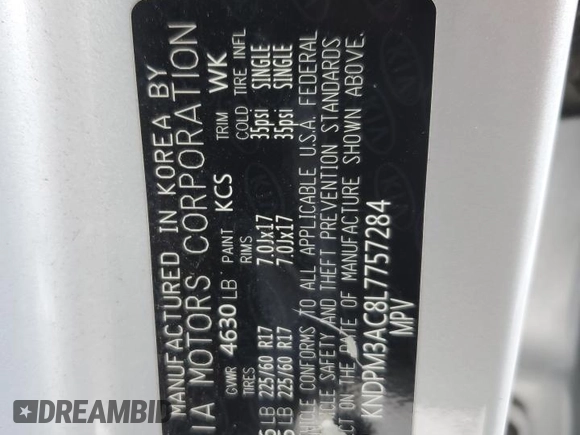 MANUFACTURED IN KOREA BY
IA MOTORS CORPORATION
GVWR 4630 LB PAINT KCS TRIM WK
TIRES RIMS COLD TIRE INFL
LB 225/60 R17 7.0Jx17 35psi SINGLE
LB 225/60 R17 7.0Jx17 35psi SINGLE
HICLE CONFORMS TO ALL APPLICABLE U.S.A. FEDERAL
VEHICLE SAFETY AND THEFT PREVENTION STANDARDS
ON THE DATE OF MANUFACTURE SHOWN ABOVE.
KNDPM3AC8L7757284
MPV
DREAMBID